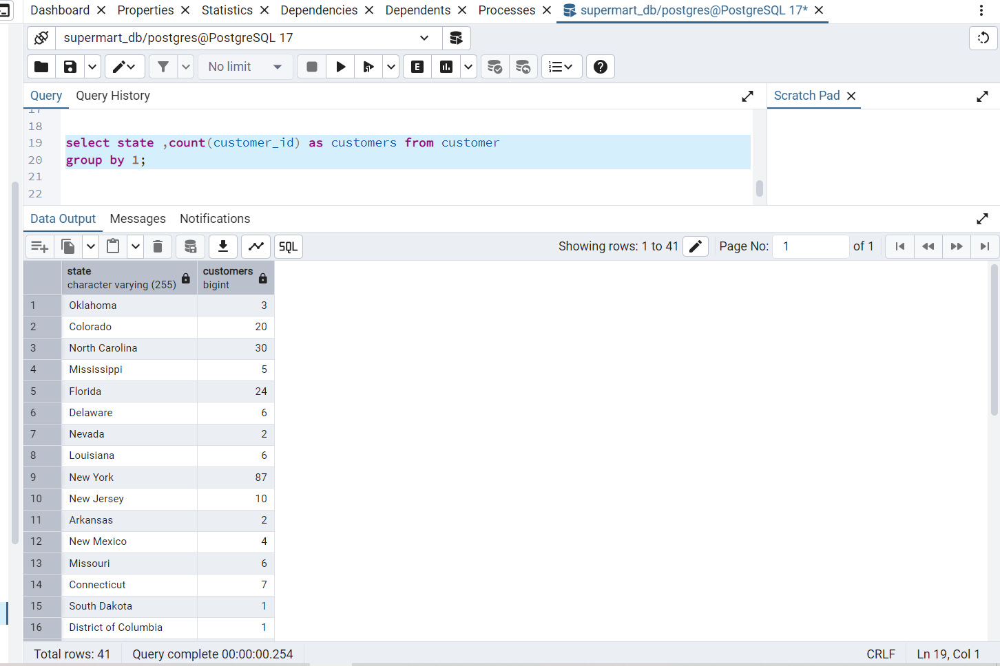 Dashboard Properties Statistics Dependencies Dependents Processes supermart_db/postgres@PostgreSQL 17*
supermart_db/postgres@PostgreSQL 17
No limit
E
Query Query History
Scratch Pad
17
18
19 select state ,count(customer_id) as customers from customer
20 group by 1;
21
22
Data Output Messages Notifications
SQL Showing rows: 1 to 41 Page No: 1 of 1
state customers
character varying (255) bigint
1 Oklahoma 3
2 Colorado 20
3 North Carolina 30
4 Mississippi 5
5 Florida 24
6 Delaware 6
7 Nevada 2
8 Louisiana 6
9 New York 87
10 New Jersey 10
11 Arkansas 2
12 New Mexico 4
13 Missouri 6
14 Connecticut 7
15 South Dakota 1
16 District of Columbia 1
Total rows: 41 Query complete 00:00:00.254 CRLF Ln 19, Col 1